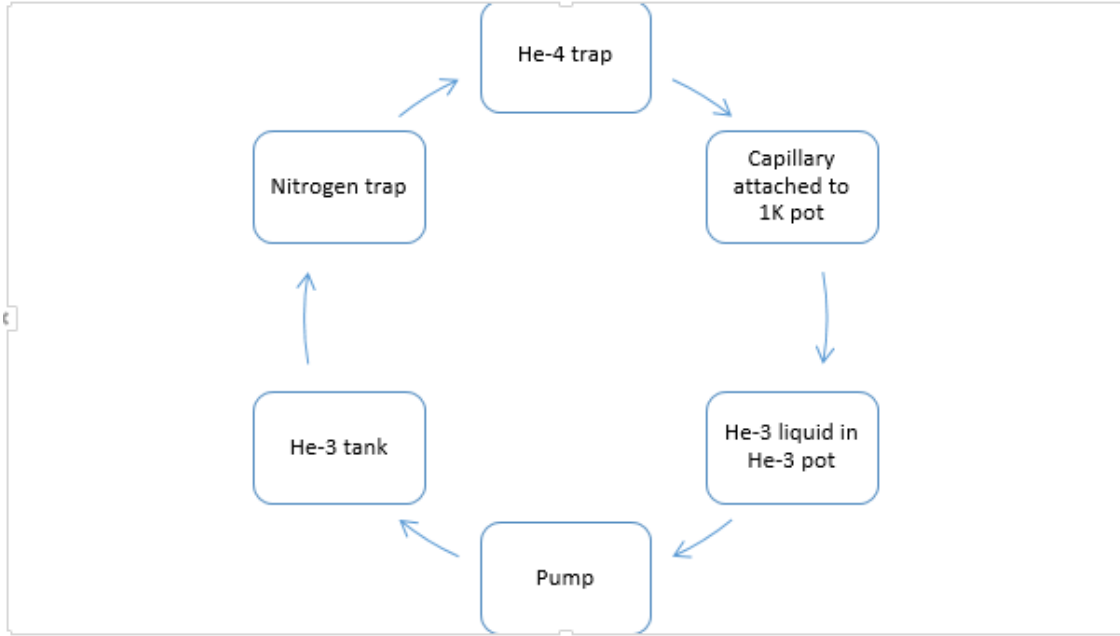 He-4 trap
Capillary
attached to
1K pot
He-3 liquid in
He-3 pot
Pump
He-3 tank
Nitrogen trap